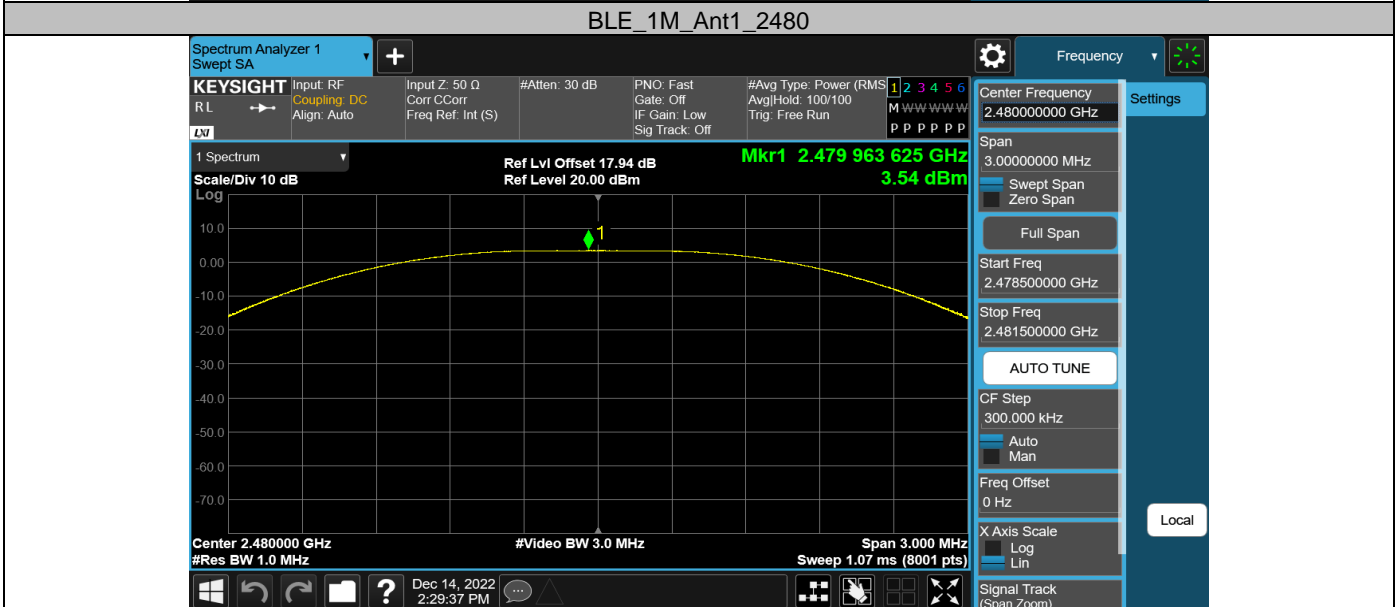 BLE_1M_Ant1_2480
Spectrum Analyzer 1
Swept SA
+
Frequency
KEYSIGHT
RL
LXI
Input: RF
Coupling: DC
Align: Auto
Input Z: 50 Ω
Corr CCorr
Freq Ref: Int (S)
#Atten: 30 dB
PNO: Fast
Gate: Off
IF Gain: Low
Sig Track: Off
#Avg Type: Power (RMS
Avg|Hold: 100/100
Trig: Free Run
1 2 3 4 5 6
M W W W W W
P P P P P P
1 Spectrum
Scale/Div 10 dB
Log
Ref Lvl Offset 17.94 dB
Ref Level 20.00 dBm
Mkr1 2.479 963 625 GHz
3.54 dBm
1
10.0
0.00
-10.0
-20.0
-30.0
-40.0
-50.0
-60.0
-70.0
Center 2.480000 GHz
#Res BW 1.0 MHz
#Video BW 3.0 MHz
Span 3.000 MHz
Sweep 1.07 ms (8001 pts)
Dec 14, 2022
2:29:37 PM
?
Center Frequency
2.480000000 GHz
Span
3.00000000 MHz
Swept Span
Zero Span
Full Span
Start Freq
2.478500000 GHz
Stop Freq
2.481500000 GHz
AUTO TUNE
CF Step
300.000 kHz
Auto
Man
Freq Offset
0 Hz
X Axis Scale
Log
Lin
Signal Track
(Span Zoom)
Settings
Local